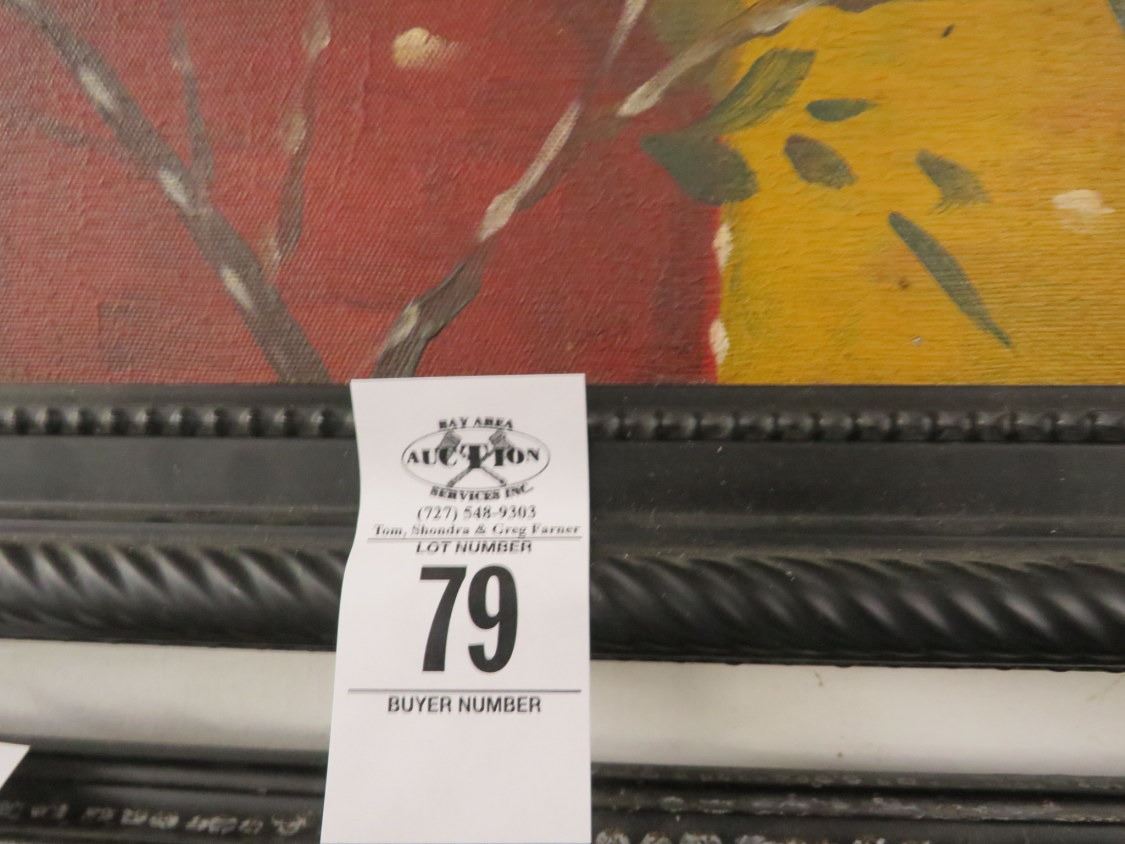 BAY AREA
AUCTION
SERVICES INC.
(727) 548-9303
Tom, Shondra & Greg Farner
LOT NUMBER
79
BUYER NUMBER